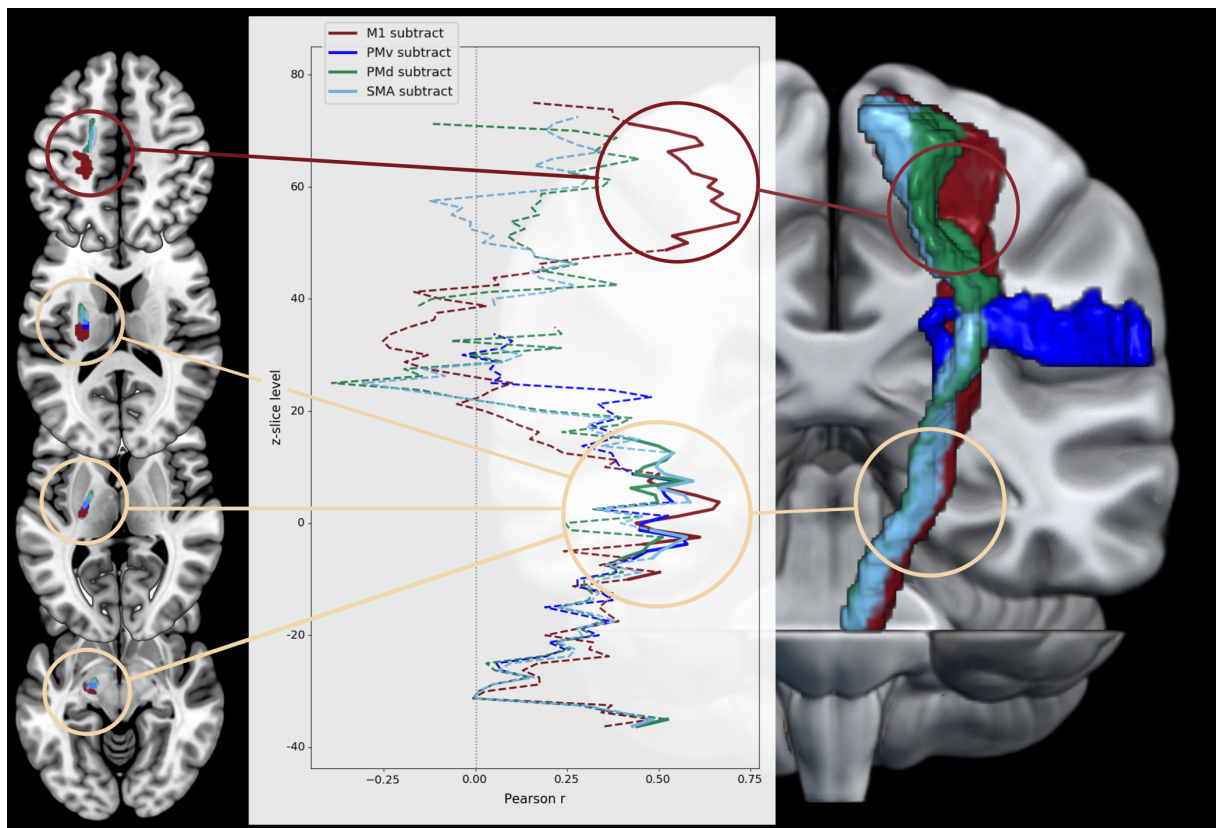 M1 subtract
PMv subtract
PMd subtract
SMA subtract
80
60
40
20
0
-20
-40
z-slice level
−0.25
0.00
0.25
0.50
0.75
Pearson r